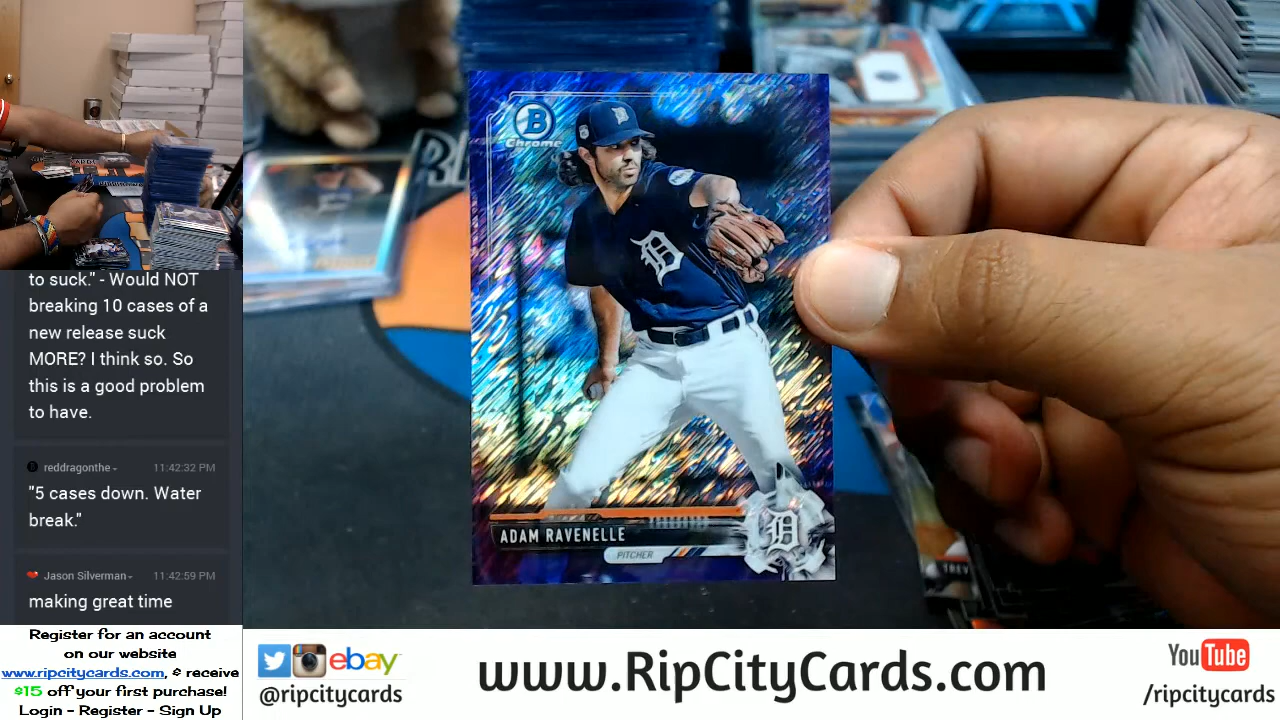 to suck." - Would NOT
breaking 10 cases of a
new release suck
MORE? I think so. So
this is a good problem
to have.
reddragonthe
11:42:32 PM
"5 cases down. Water
break."
Jason Silverman
11:42:59 PM
making great time
Register for an account
on our website
www.ripcitycards.com, & receive
$15 off your first purchase!
Login - Register - Sign Up
B
Chrome
D
ADAM RAVENELLE
PITCHER
D
TREV
ebay
@ripcitycards
www.RipCityCards.com
YouTube
/ripcitycards